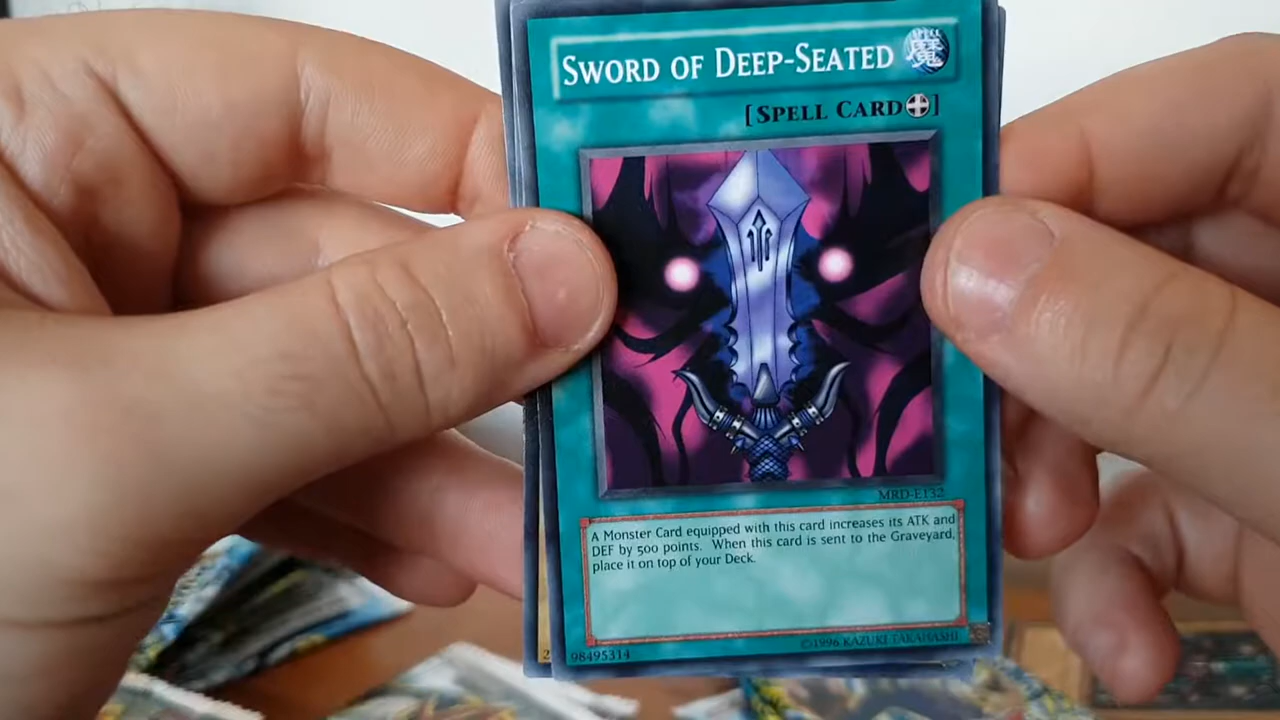 SWORD OF DEEP-SEATED 魔
[SPELL CARD]
MRD-E132
A Monster Card equipped with this card increases its ATK and
DEF by 500 points. When this card is sent to the Graveyard,
place it on top of your Deck.
98495314
©1996 KAZUKI TAKAHASHI
2